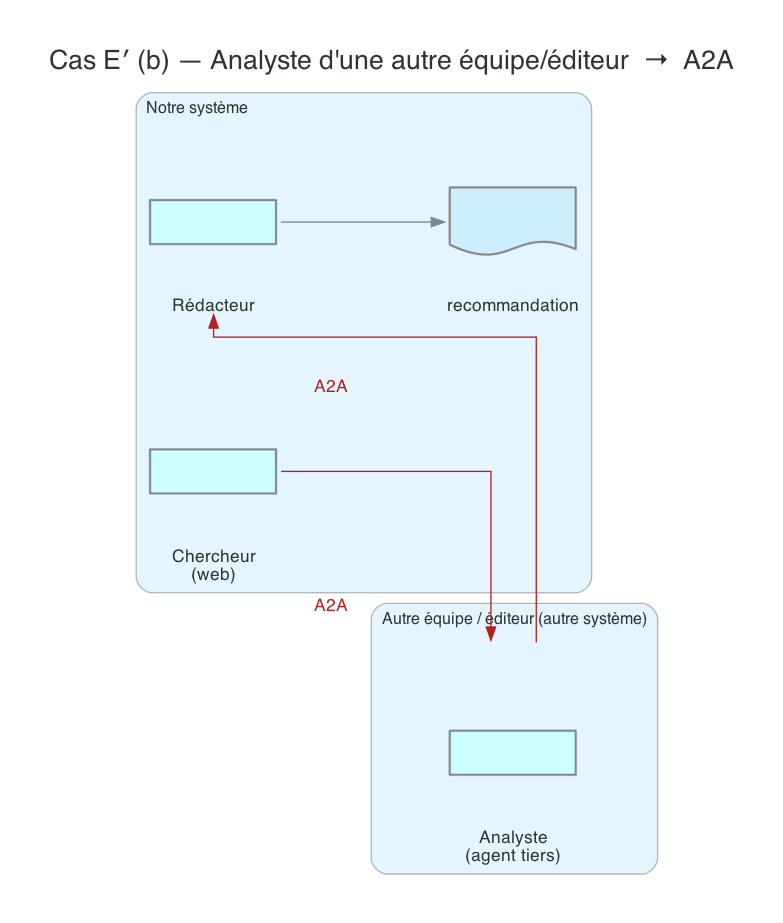 Cas E′ (b) — Analyste d'une autre équipe/éditeur → A2A
Notre système
Rédacteur
recommandation
A2A
Chercheur
(web)
A2A
Autre équipe / éditeur (autre système)
Analyste
(agent tiers)